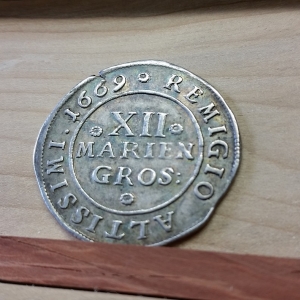 REMIGIO ALTISSIMI. 1669
XII
MARIEN
GROS: